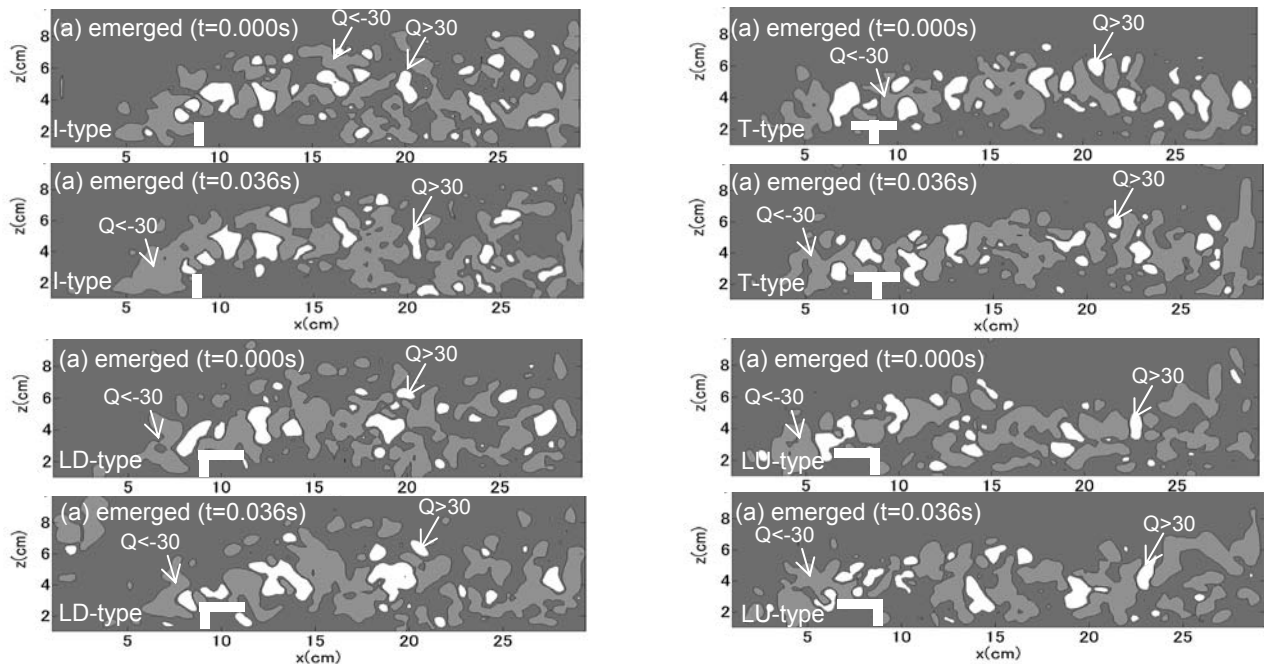 (a) emerged (t=0.000s)
Q<-30
Q>30
z(cm)
8
6
4
2
I-type
5 10 15 20 25
(a) emerged (t=0.036s)
Q>30
Q<-30
z(cm)
8
6
4
2
I-type
5 10 15 20 25
x(cm)
(a) emerged (t=0.000s)
Q>30
Q<-30
z(cm)
8
6
4
2
LD-type
5 10 15 20 25
(a) emerged (t=0.036s)
Q>30
Q<-30
z(cm)
8
6
4
2
LD-type
5 10 15 20 25
x(cm)
(a) emerged (t=0.000s)
Q>30
Q<-30
z(cm)
8
6
4
2
T-type
5 10 15 20 25
(a) emerged (t=0.036s)
Q>30
Q<-30
z(cm)
8
6
4
2
T-type
5 10 15 20 25
x(cm)
(a) emerged (t=0.000s)
Q>30
Q<-30
z(cm)
8
6
4
2
LU-type
5 10 15 20 25
(a) emerged (t=0.036s)
Q>30
Q<-30
z(cm)
8
6
4
2
LU-type
5 10 15 20 25
x(cm)